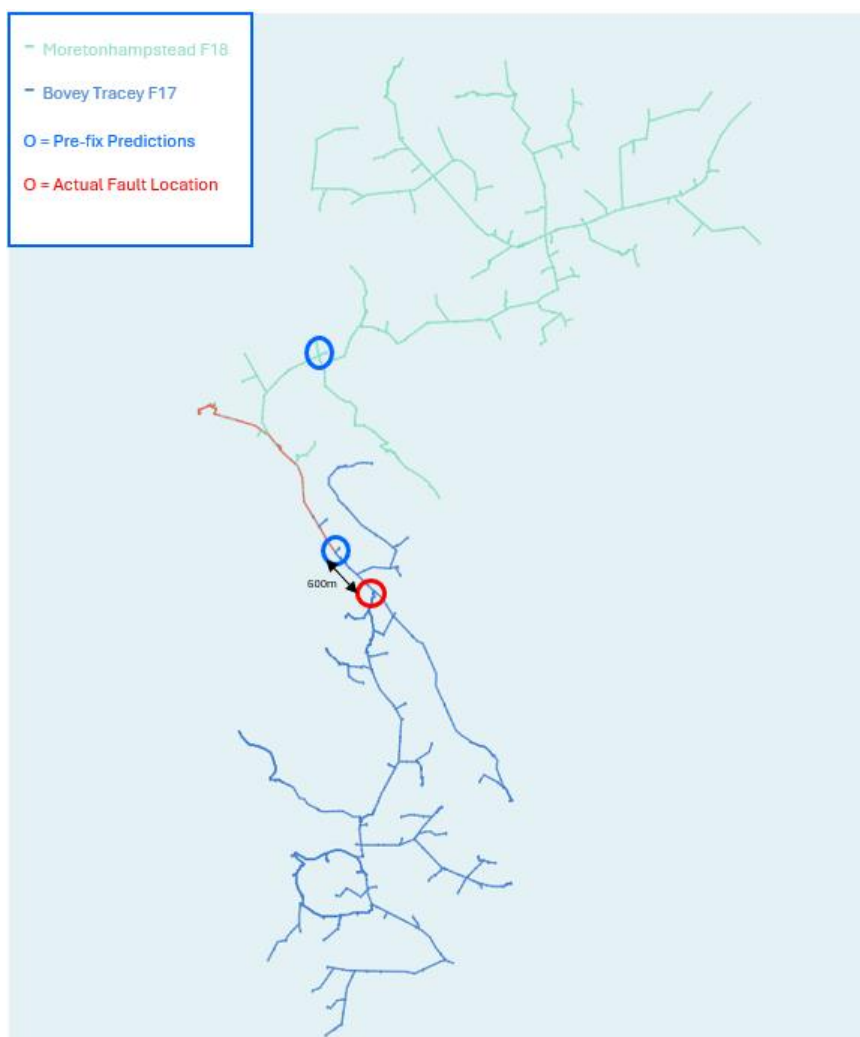 - Moretonhampstead F18
- Bovey Tracey F17
O = Pre-fix Predictions
O = Actual Fault Location
600m